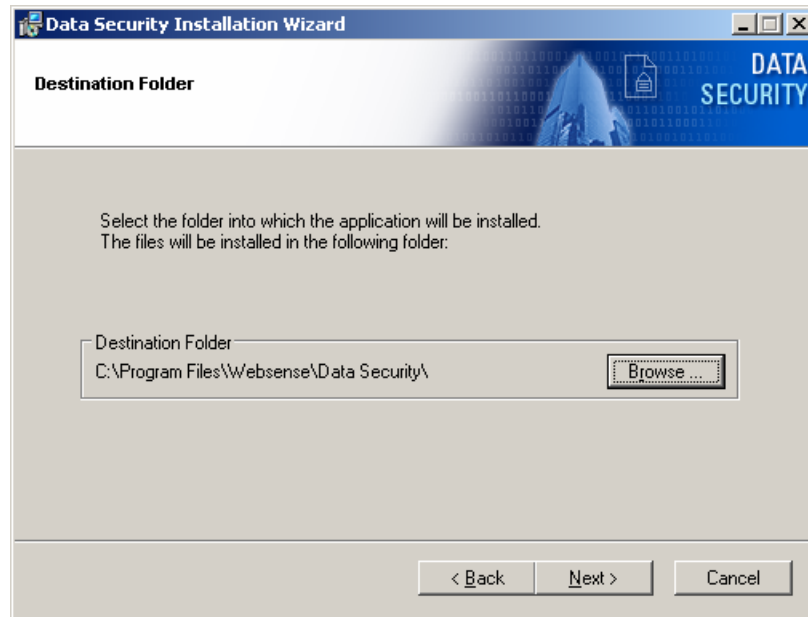 Data Security Installation Wizard
DATA
SECURITY
Destination Folder
Select the folder into which the application will be installed.
The files will be installed in the following folder:
Destination Folder
C:\Program Files\Websense\Data Security\
Browse ...
< Back
Next >
Cancel